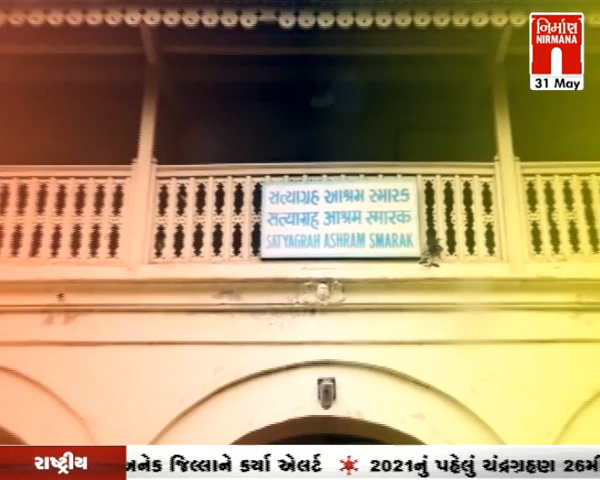 નિર્માણ
NIRMANA
31 May
સત્યાગ્રહ આશ્રમ સ્મારક
सत्याग्रह आश्रम स्मारक
SATYAGRAH ASHRAM SMARAK
રાષ્ટ્રીય
અનેક જિલ્લાને કર્યા એલર્ટ
2021નું પહેલું ચંદ્રગ્રહણ 26મી